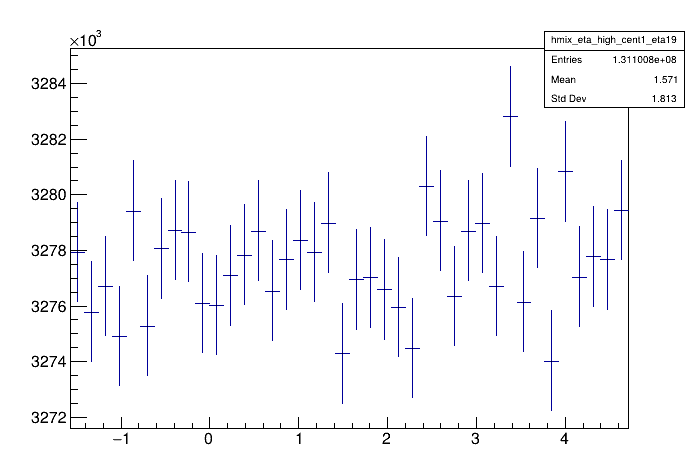 ×10³
hmix_eta_high_cent1_eta19
Entries 1.311008e+08
Mean 1.571
Std Dev 1.813
3284
3282
3280
3278
3276
3274
3272
−1 0 1 2 3 4